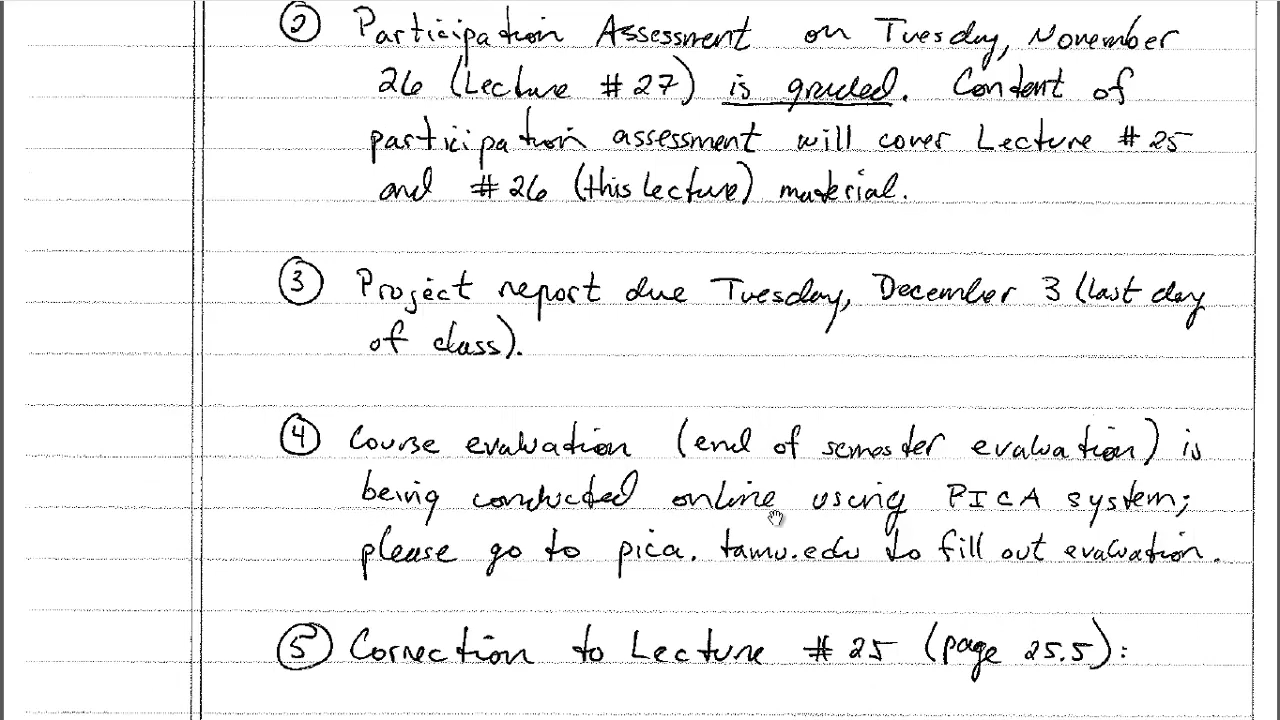 ② Participation Assessment on Tuesday, November
26 (Lecture # 27) is graded. Content of
participation assessment will cover Lecture # 25
and # 26 (this lecture) material.
③ Project report due Tuesday, December 3 (last day
of class).
④ Course evaluation (end of semester evaluation) is
being conducted online using PICA system;
please go to pica.tamu.edu to fill out evaluation.
⑤ Correction to Lecture # 25 (page 25.5):